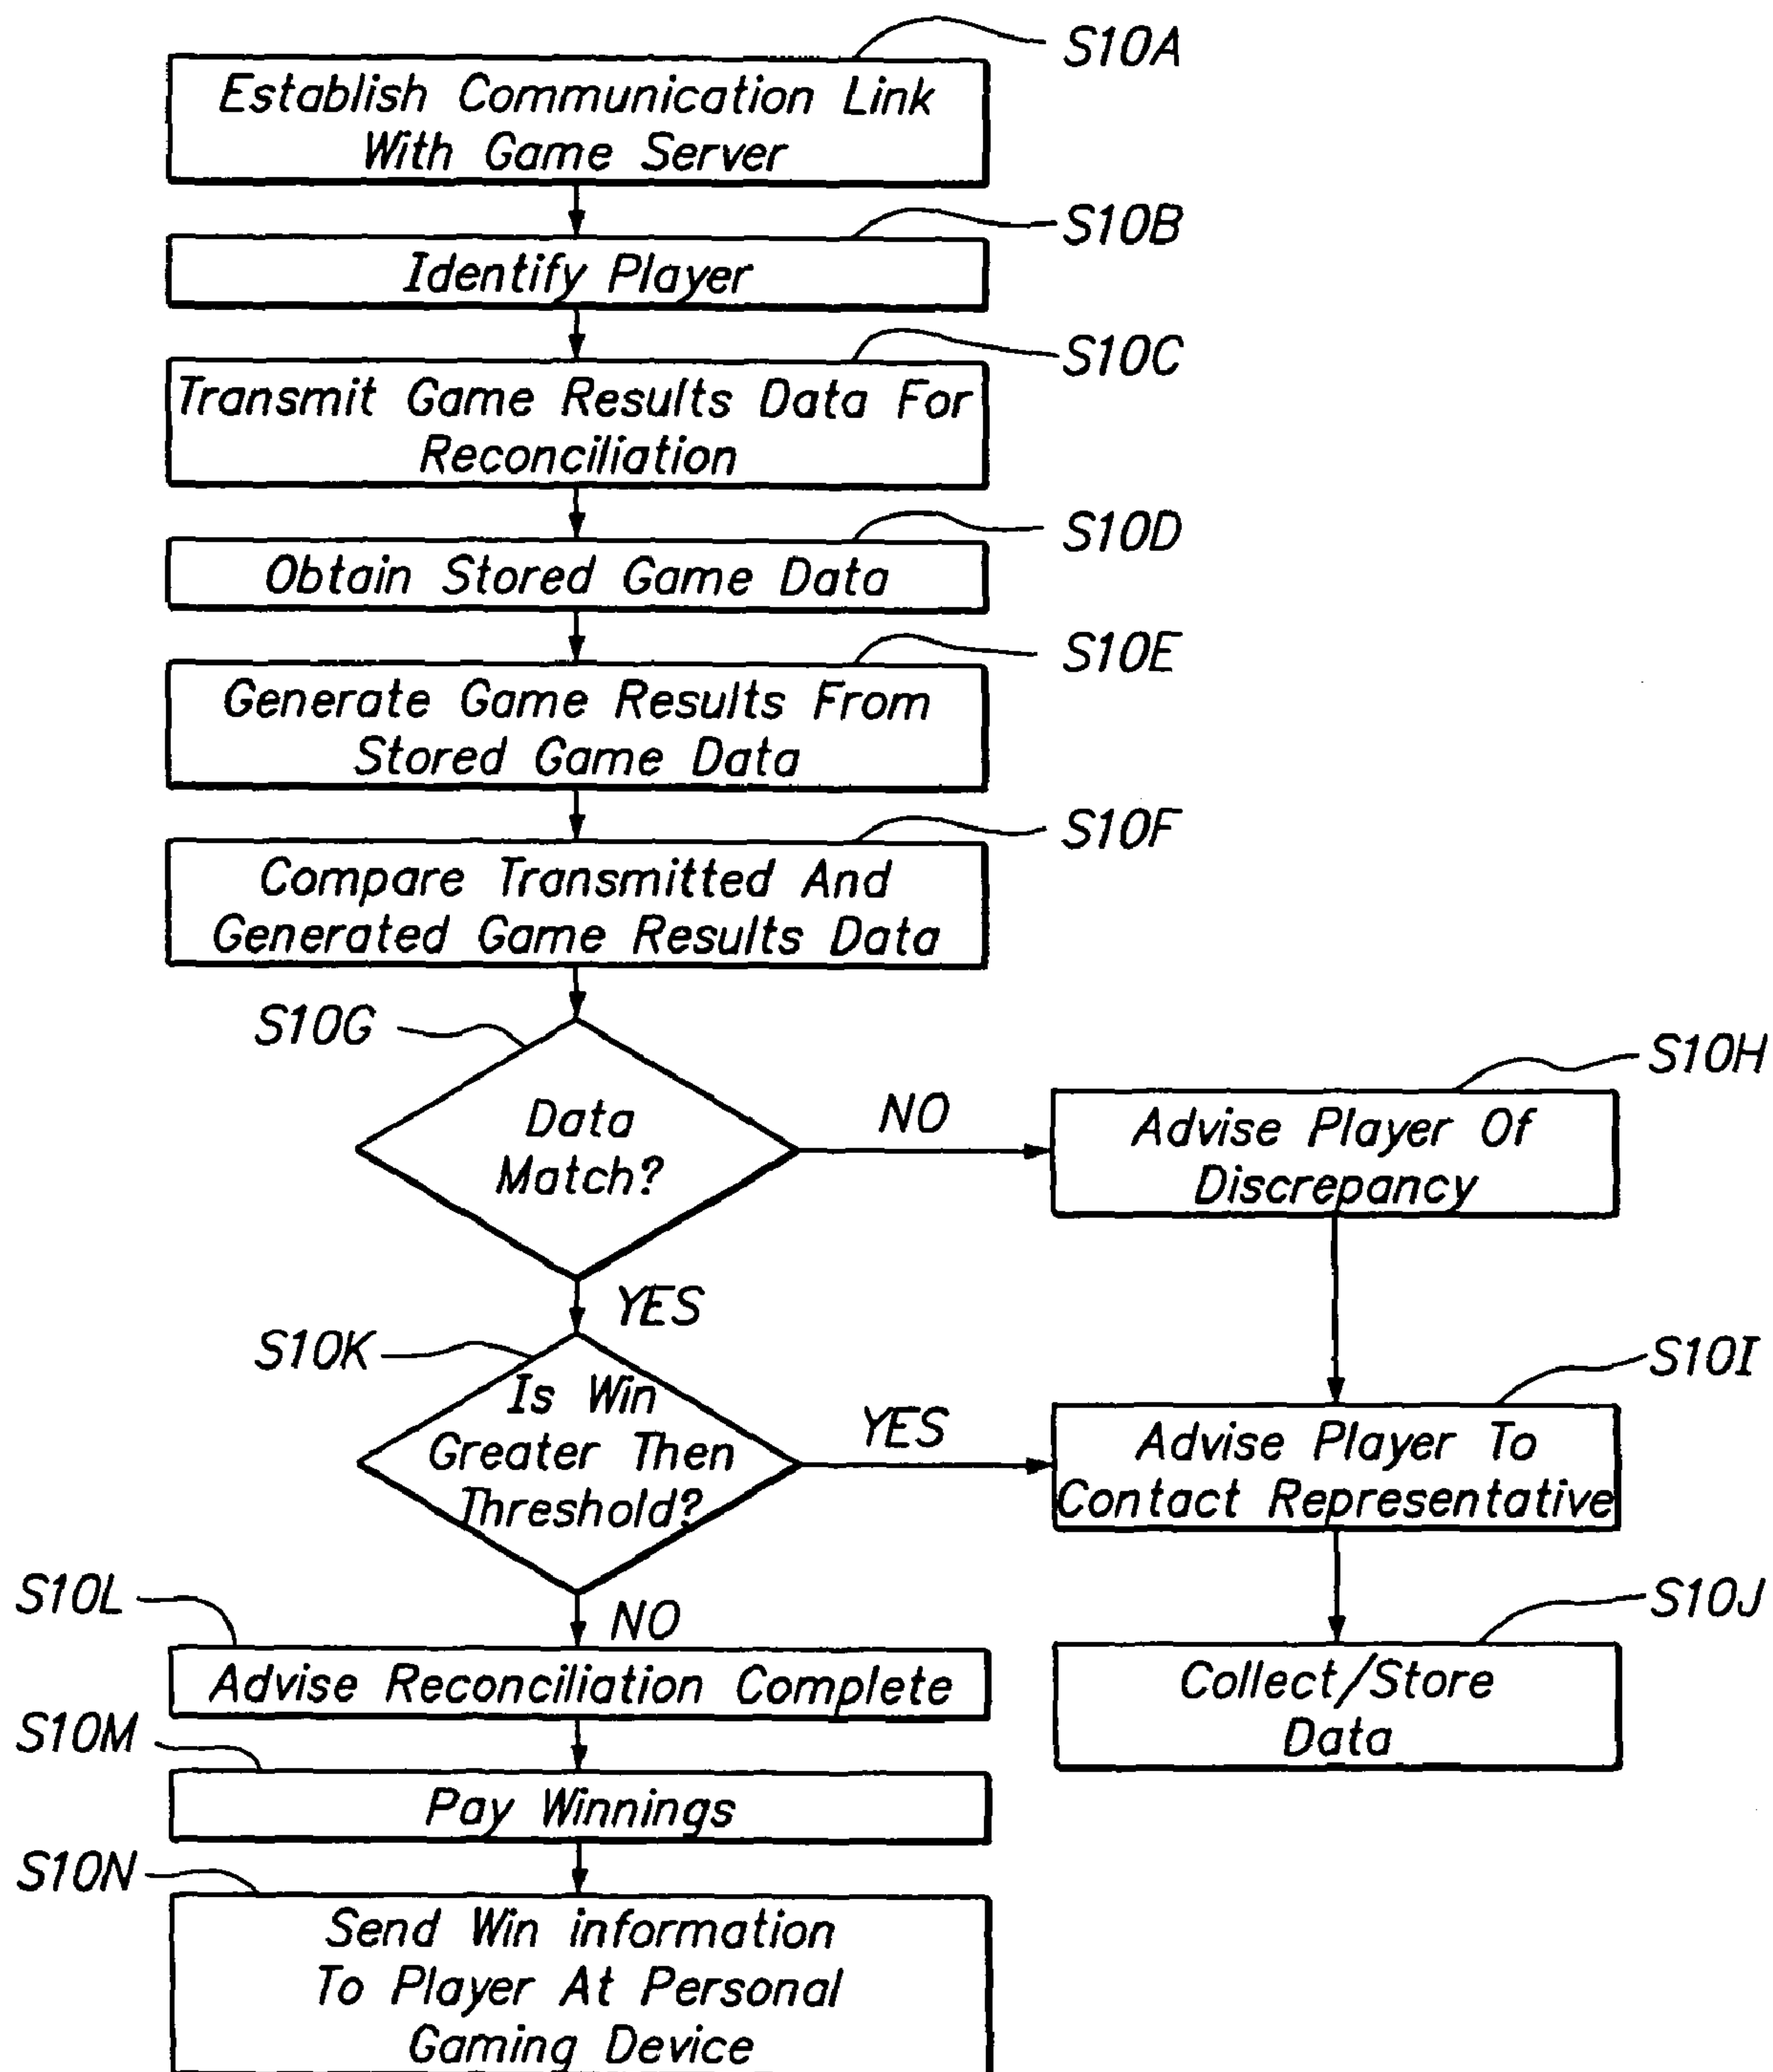 S10A
Establish Communication Link
With Game Server
S10B
Identify Player
S10C
Transmit Game Results Data For
Reconciliation
S10D
Obtain Stored Game Data
S10E
Generate Game Results From
Stored Game Data
S10F
Compare Transmitted And
Generated Game Results Data
S10G
Data
Match?
NO
S10H
Advise Player Of
Discrepancy
YES
S10K
Is Win
Greater Then
Threshold?
YES
S10I
Advise Player To
Contact Representative
NO
S10J
Collect/Store
Data
S10L
Advise Reconciliation Complete
S10M
Pay Winnings
S10N
Send Win information
To Player At Personal
Gaming Device